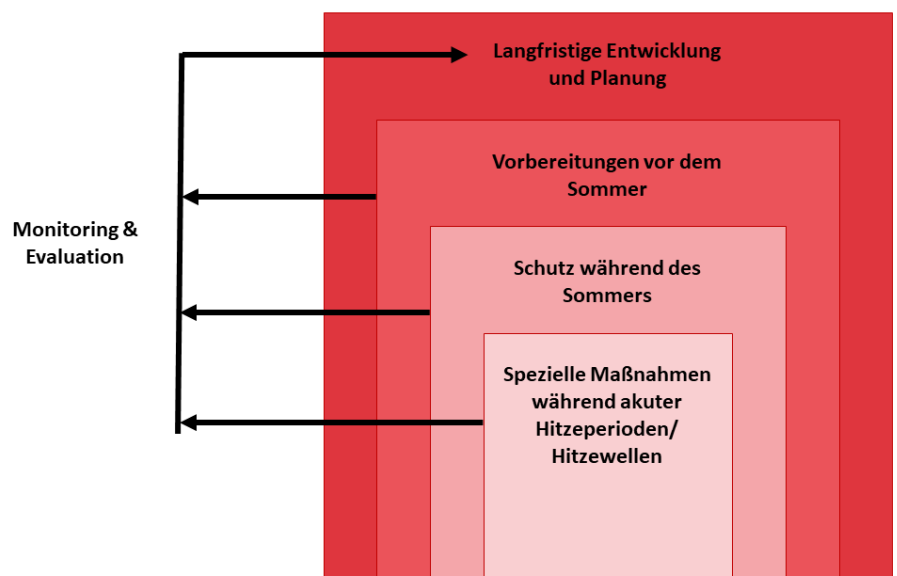 Langfristige Entwicklung
und Planung
Vorbereitungen vor dem
Sommer
Monitoring &
Evaluation
Schutz während des
Sommers
Spezielle Maßnahmen
während akuter
Hitzeperioden/
Hitzewellen